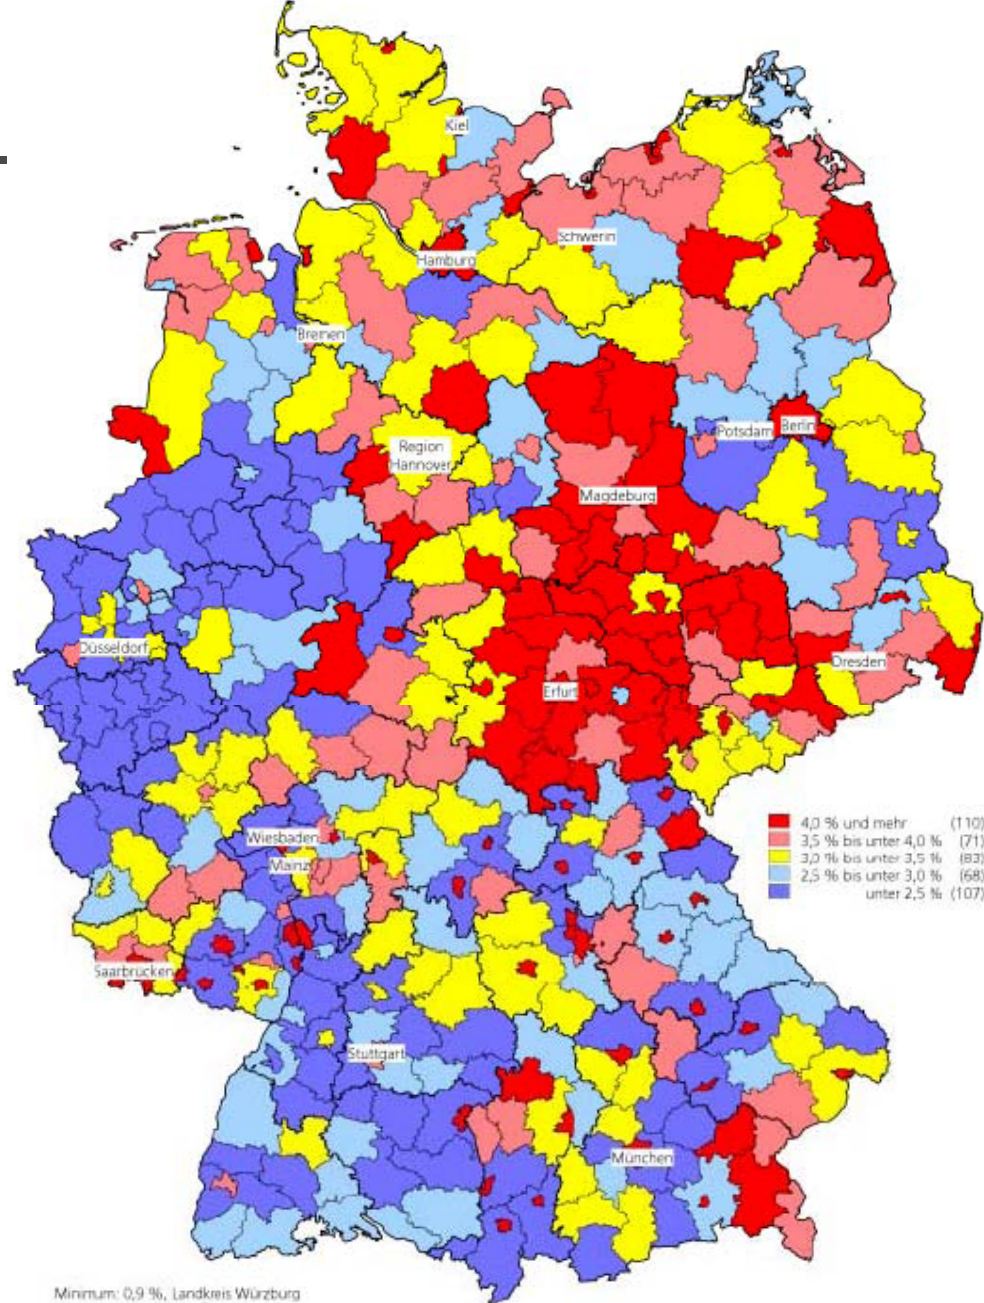 Kiel
Schwerin
Hamburg
Bremen
Potsdam
Berlin
Region
Hannover
Magdeburg
Düsseldorf
Dresden
Erfurt
4,0 % und mehr (110)
3,5 % bis unter 4,0 % (71)
3,0 % bis unter 3,5 % (83)
2,5 % bis unter 3,0 % (68)
unter 2,5 % (107)
Wiesbaden
Mainz
Saarbrücken
Stuttgart
München
Minimum: 0,9 %, Landkreis Würzburg